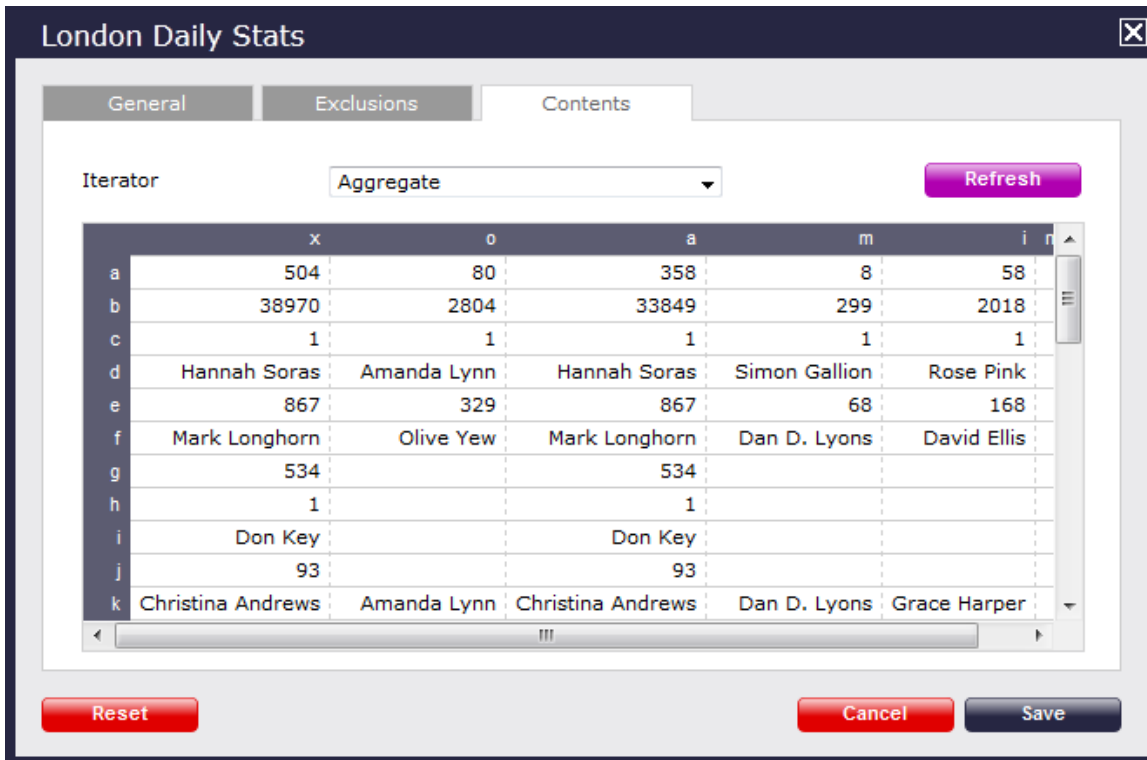 London Daily Stats
General Exclusions Contents
Iterator Aggregate Refresh
x o a m i
a 504 80 358 8 58
b 38970 2804 33849 299 2018
c 1 1 1 1 1
d Hannah Soras Amanda Lynn Hannah Soras Simon Gallion Rose Pink
e 867 329 867 68 168
f Mark Longhorn Olive Yew Mark Longhorn Dan D. Lyons David Ellis
g 534 534
h 1 1
i Don Key Don Key
j 93 93
k Christina Andrews Amanda Lynn Christina Andrews Dan D. Lyons Grace Harper
Reset Cancel Save